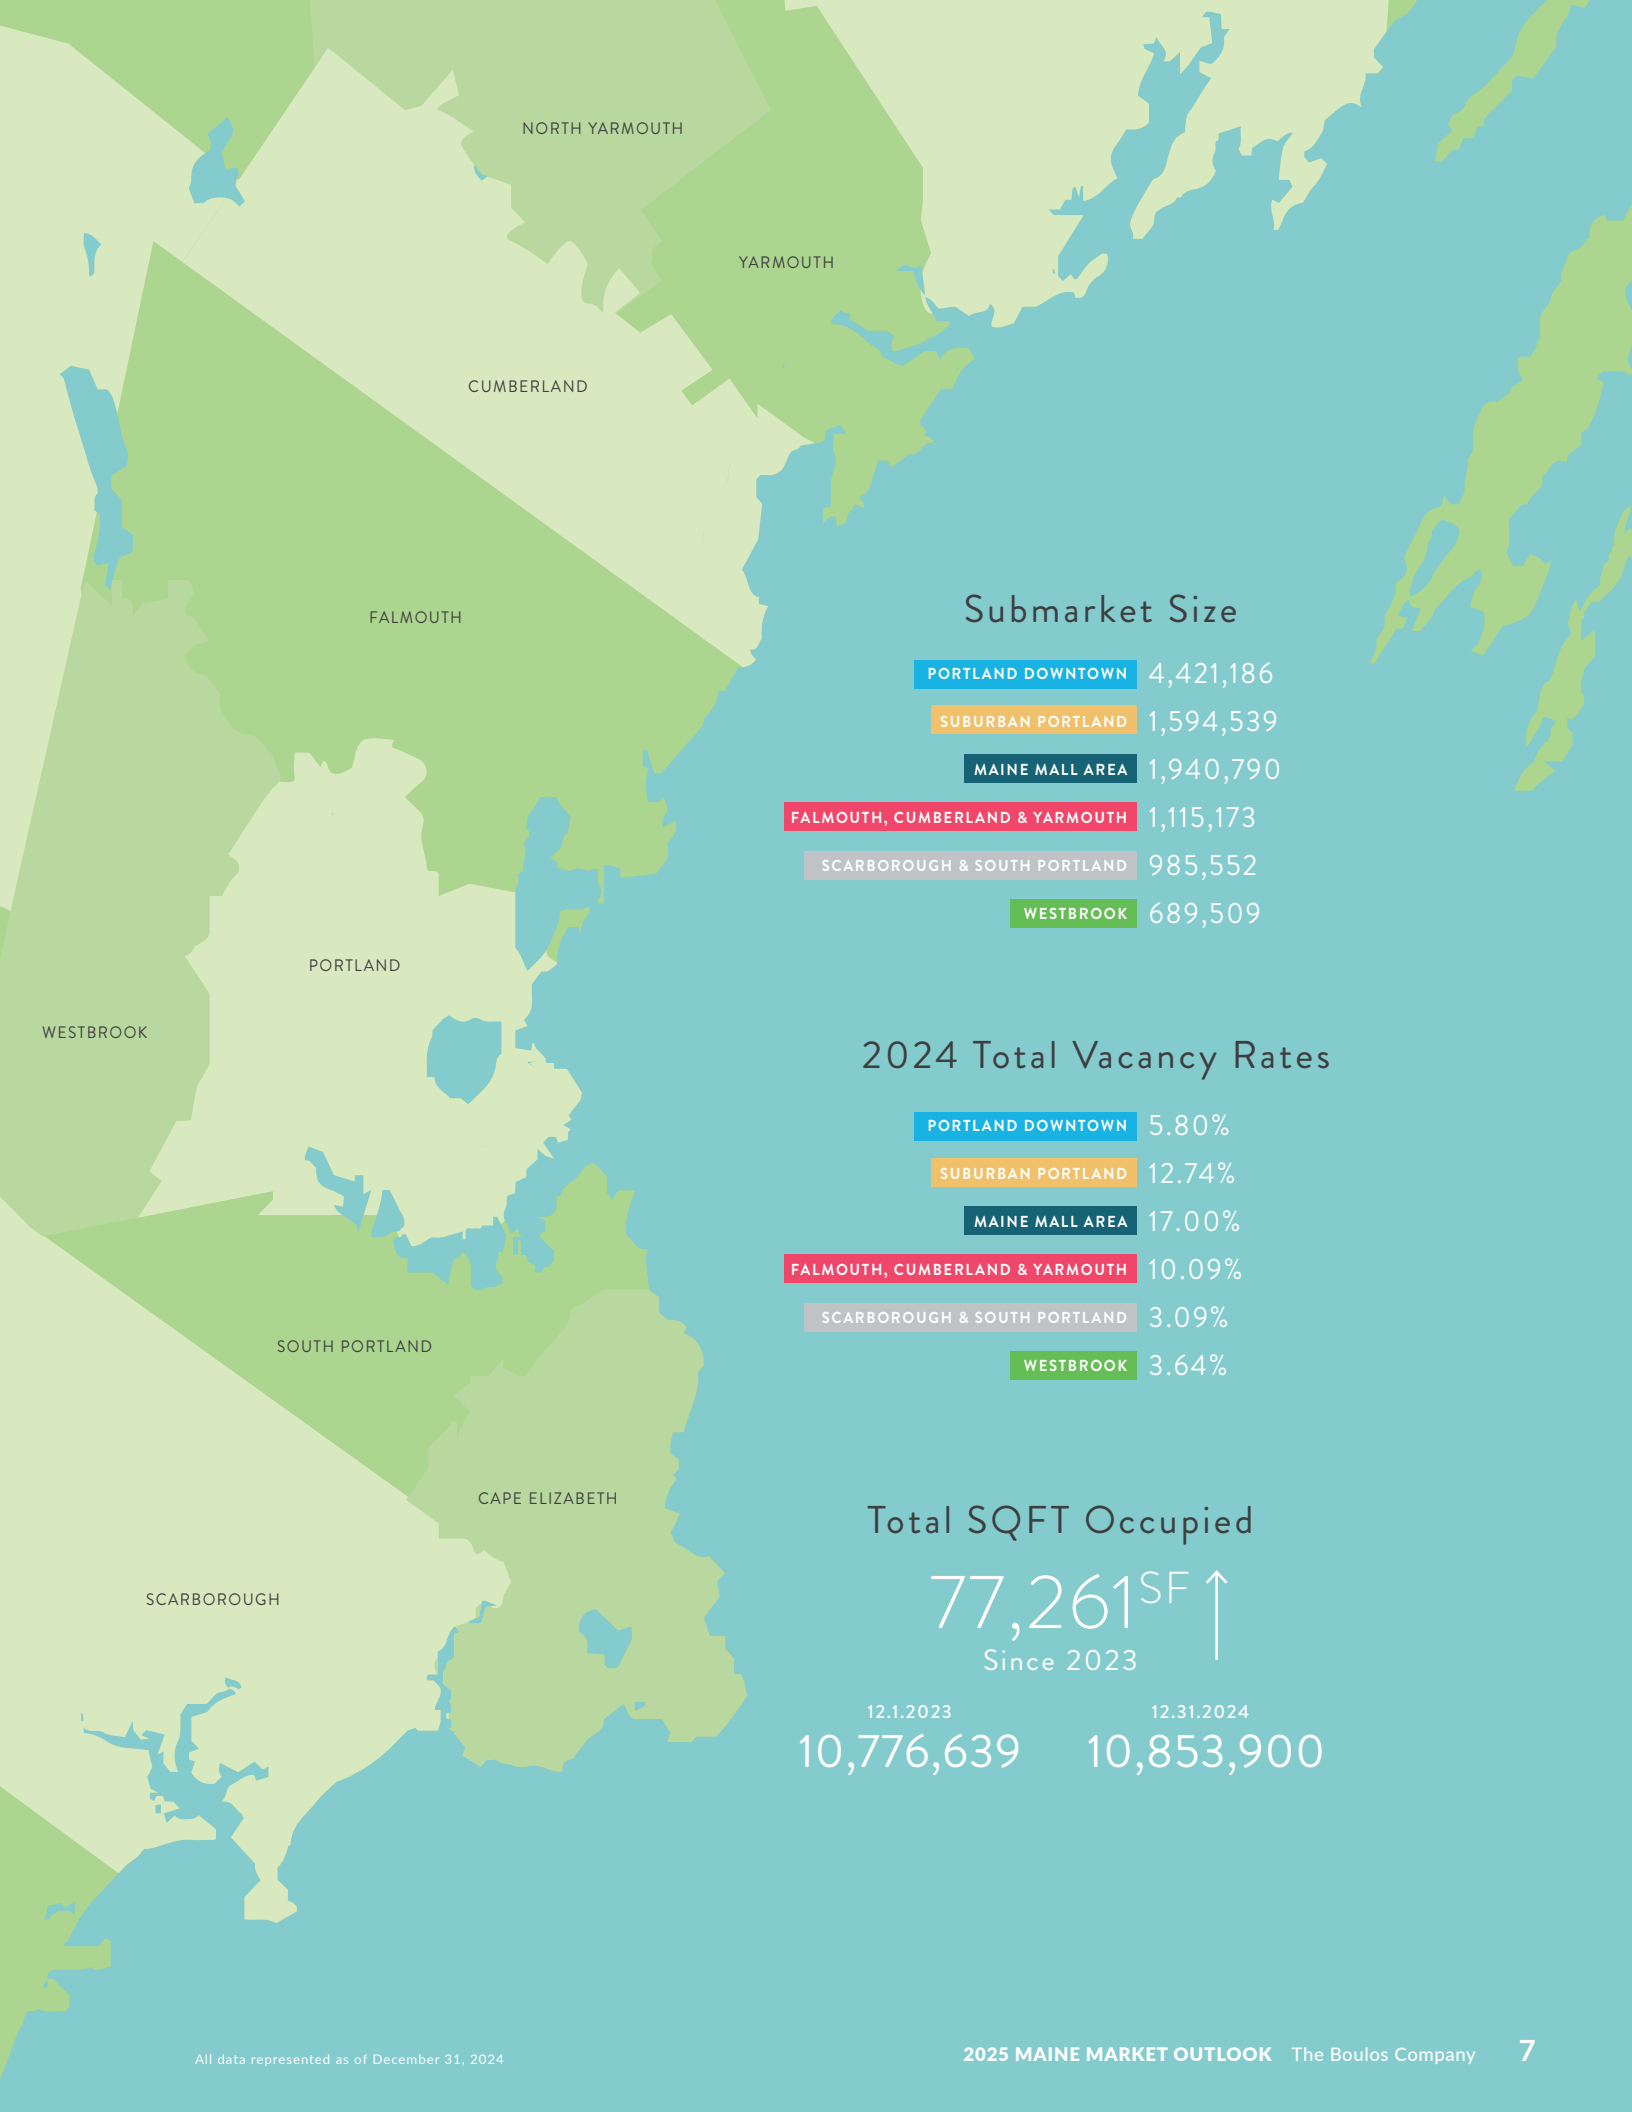 NORTH YARMOUTH
YARMOUTH
CUMBERLAND
FALMOUTH
PORTLAND
WESTBROOK
SOUTH PORTLAND
CAPE ELIZABETH
SCARBOROUGH
Submarket Size
PORTLAND DOWNTOWN 4,421,186
SUBURBAN PORTLAND 1,594,539
MAINE MALL AREA 1,940,790
FALMOUTH, CUMBERLAND & YARMOUTH 1,115,173
SCARBOROUGH & SOUTH PORTLAND 985,552
WESTBROOK 689,509
2024 Total Vacancy Rates
PORTLAND DOWNTOWN 5.80%
SUBURBAN PORTLAND 12.74%
MAINE MALL AREA 17.00%
FALMOUTH, CUMBERLAND & YARMOUTH 10.09%
SCARBOROUGH & SOUTH PORTLAND 3.09%
WESTBROOK 3.64%
Total SQFT Occupied
77,261 SF
Since 2023
12.1.2023 12.31.2024
10,776,639 10,853,900
All data represented as of December 31, 2024
2025 MAINE MARKET OUTLOOK The Boulos Company 7